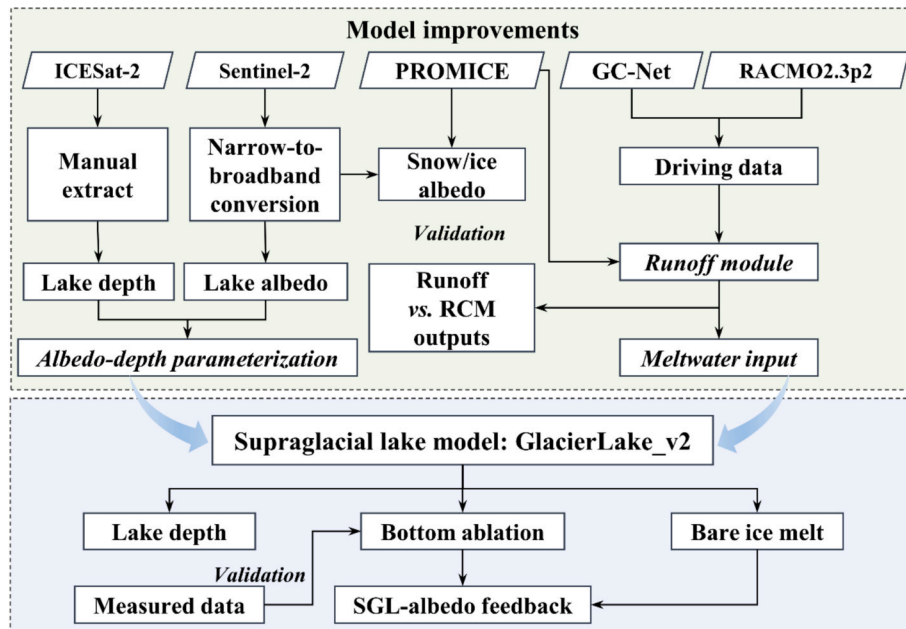 Model improvements
ICESat-2
Sentinel-2
PROMICE
GC-Net
RACMO2.3p2
Manual
extract
Narrow-to-
broadband
conversion
Snow/ice
albedo
Driving data
Validation
Lake depth
Lake albedo
Runoff
vs. RCM
outputs
Runoff module
Albedo-depth parameterization
Meltwater input
Supraglacial lake model: GlacierLake_v2
Lake depth
Bottom ablation
Bare ice melt
Validation
Measured data
SGL-albedo feedback